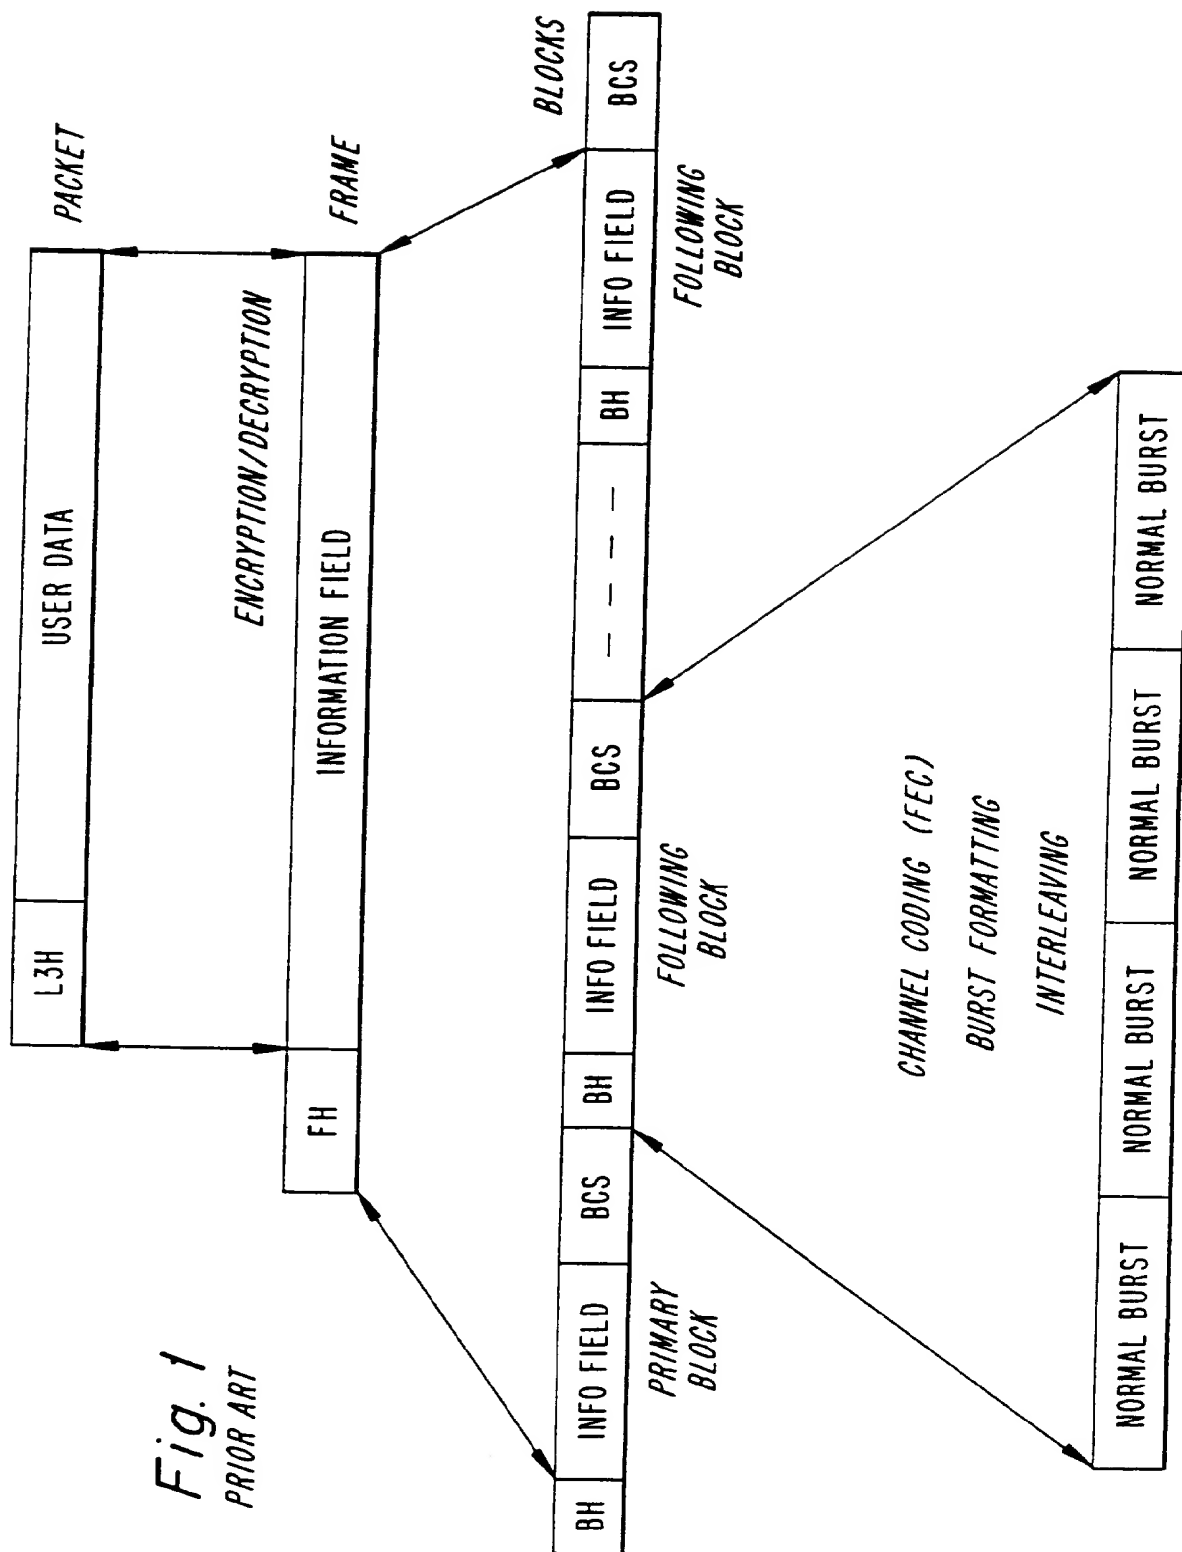 Fig. 1
PRIOR ART
L3H USER DATA PACKET
ENCRYPTION/DECRYPTION
FH INFORMATION FIELD FRAME
BLOCKS
BH INFO FIELD BCS BH INFO FIELD BCS – – – – BH INFO FIELD BCS
PRIMARY
BLOCK
FOLLOWING
BLOCK
FOLLOWING
BLOCK
CHANNEL CODING (FEC)
BURST FORMATTING
INTERLEAVING
NORMAL BURST NORMAL BURST NORMAL BURST NORMAL BURST